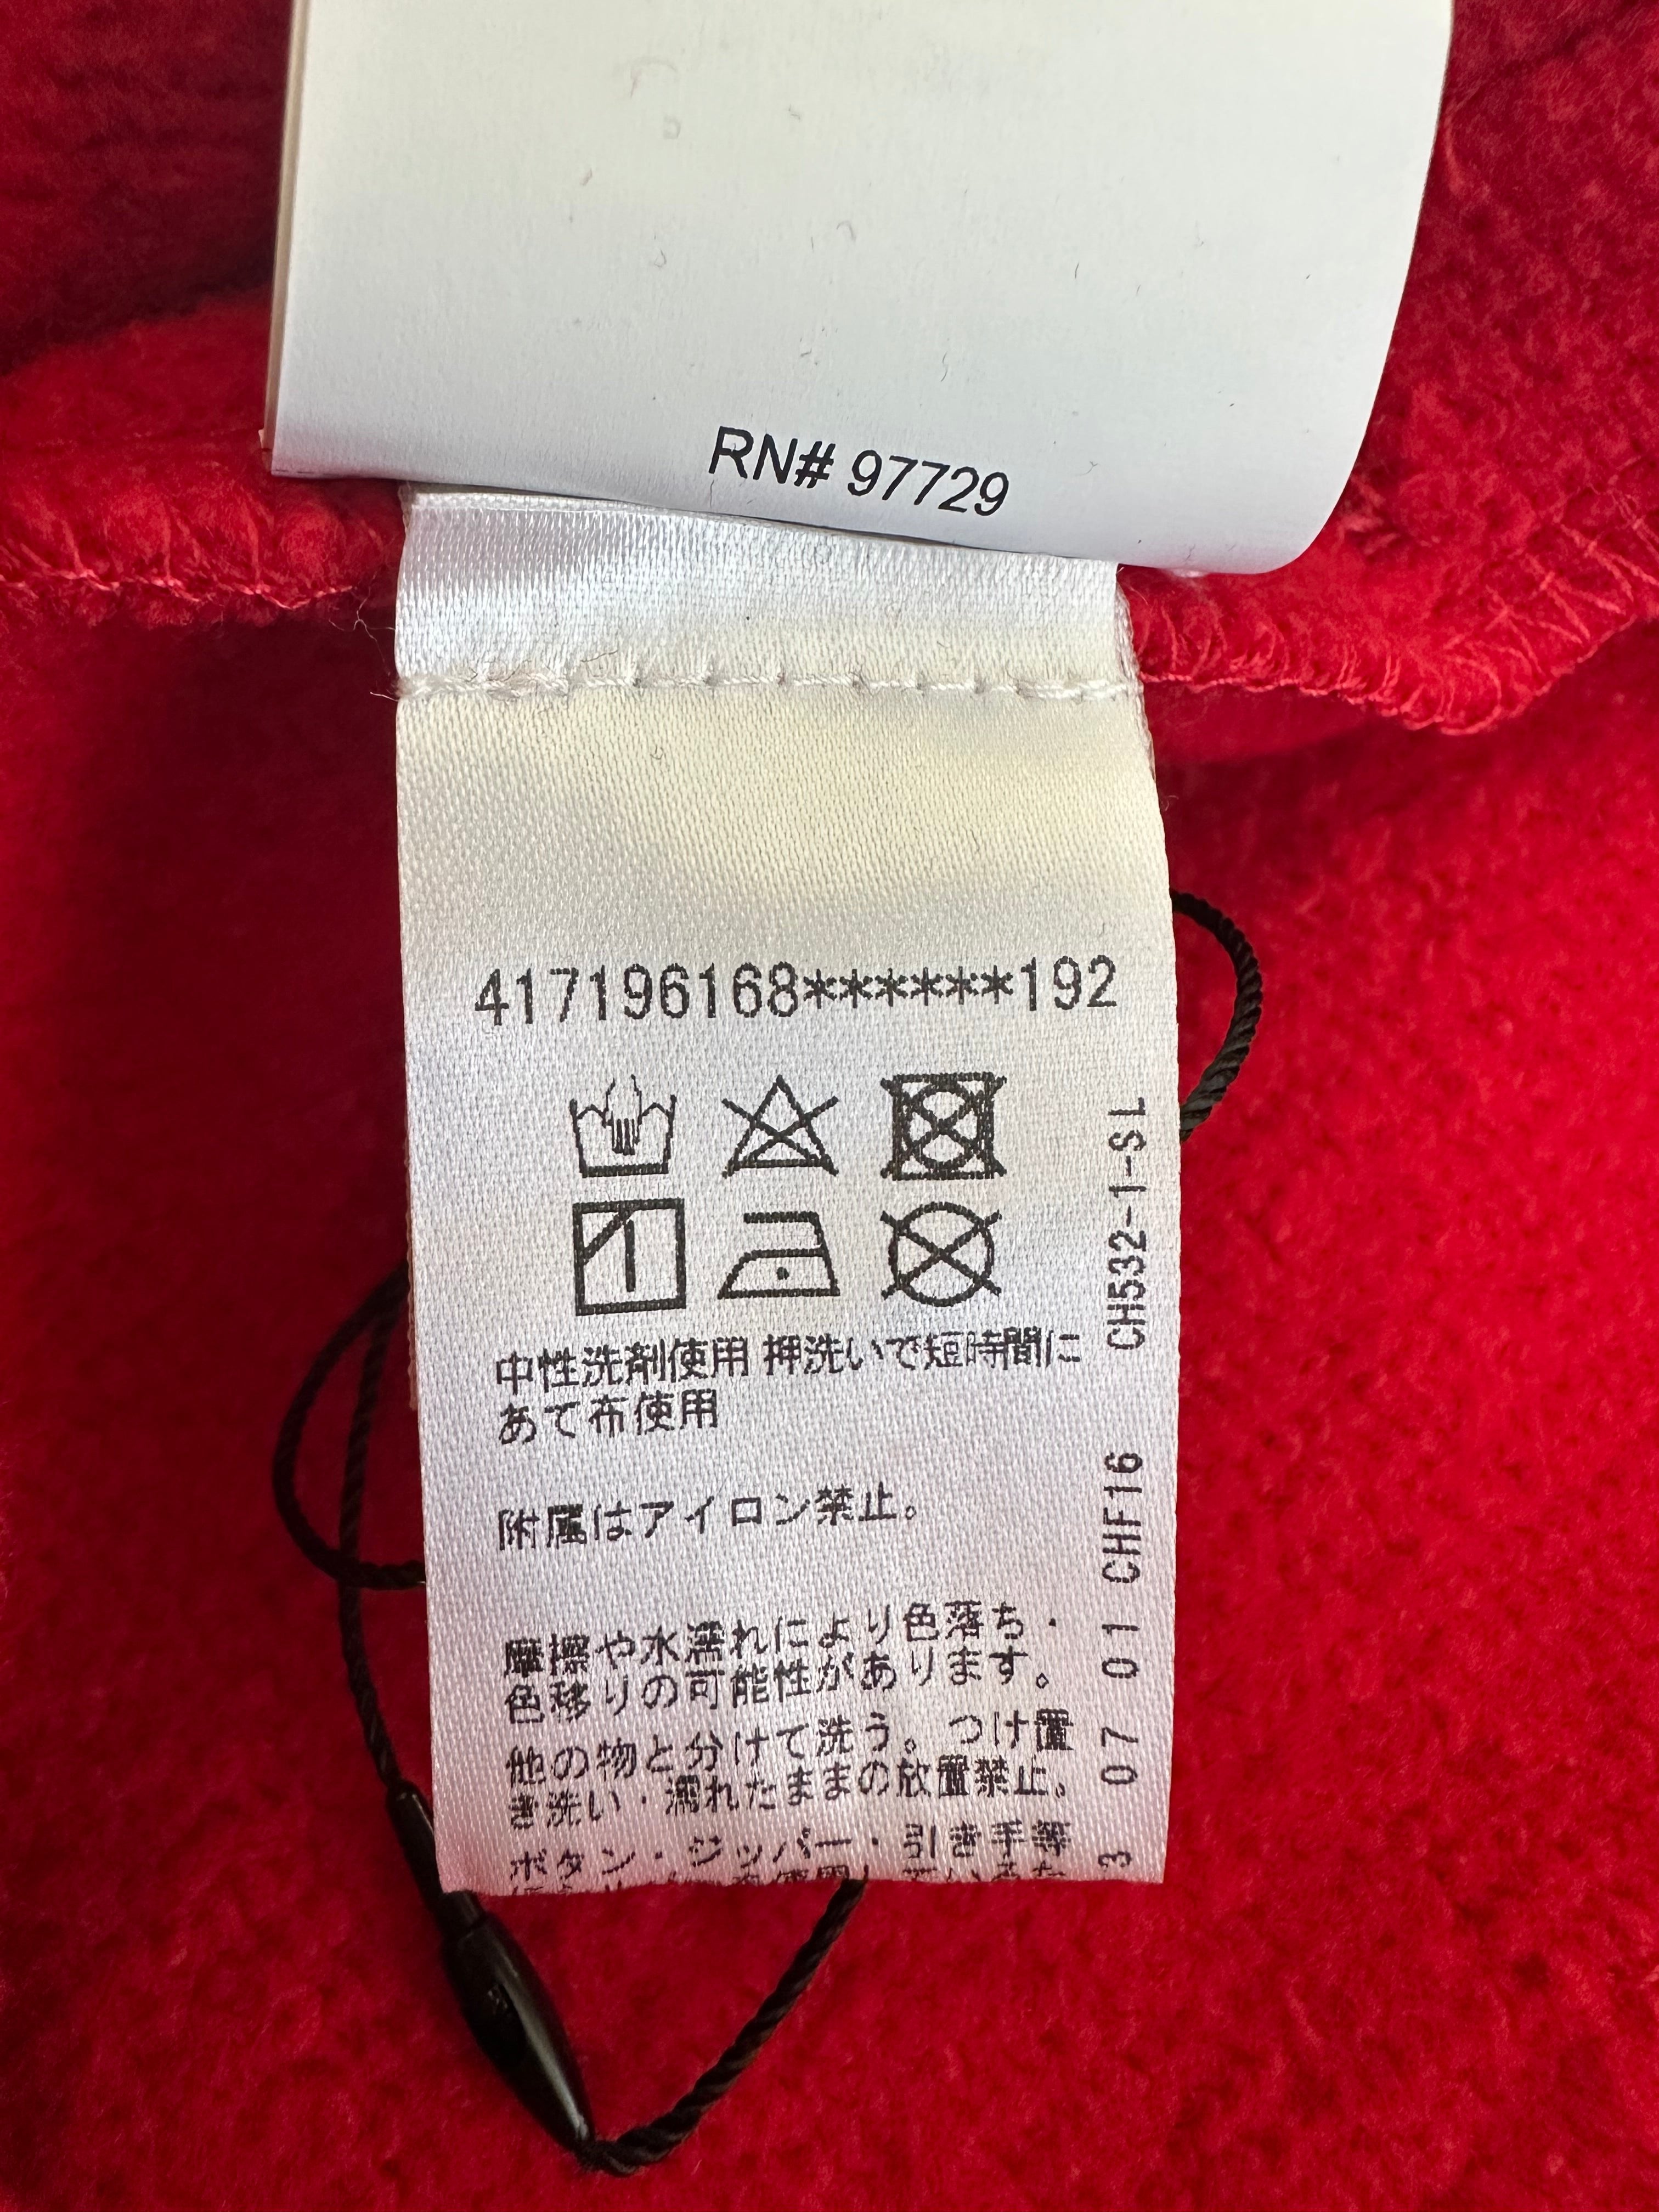 RN# 97729
417196168******192
中性洗剤使用 押洗いで短時間に
あて布使用
附属はアイロン禁止。
摩擦や水濡れにより色落ち・
色移りの可能性があります。
他の物と分けて洗う。つけ置
き洗い・濡れたままの放置禁止。
ボタン・ジッパー・引き手等
3 07 01 CHF16 CH532-1-SL